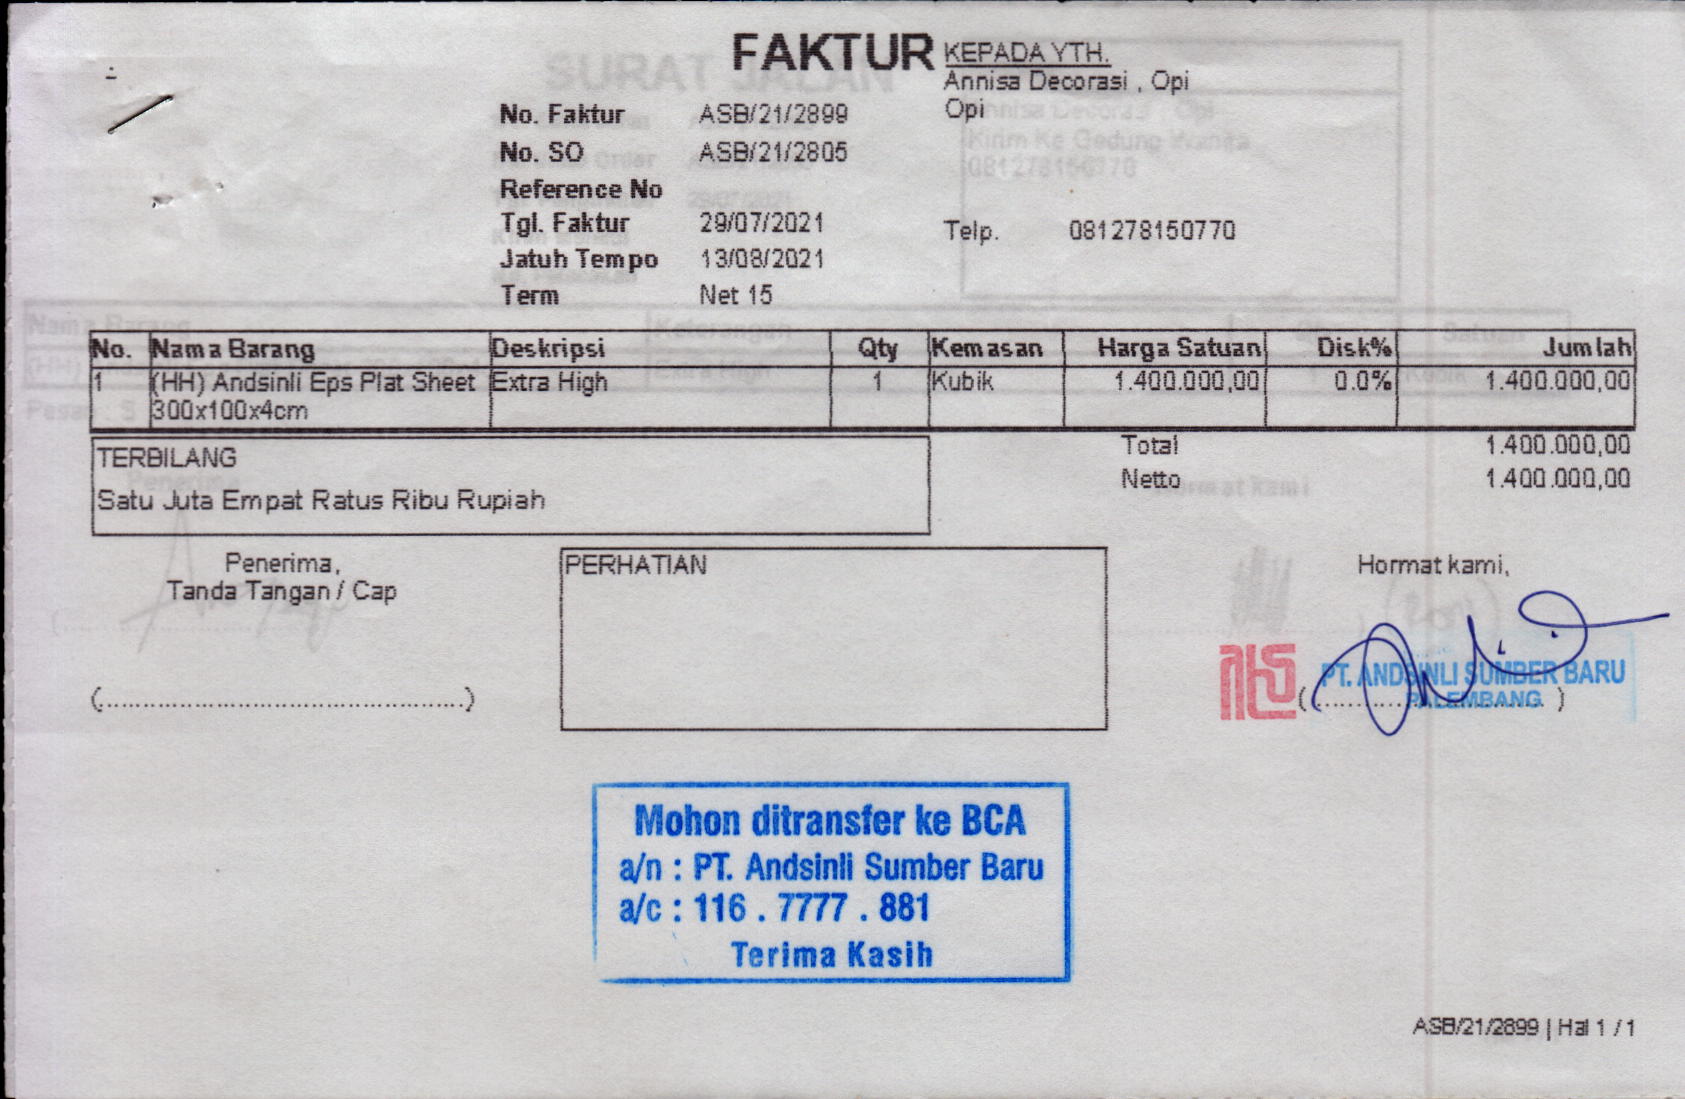 FAKTUR
KEPADA YTH.
Annisa Decorasi , Opi
Opi
No. Faktur ASB/21/2899
No. SO ASB/21/2805
Reference No
Tgl. Faktur 29/07/2021
Telp. 081278150770
Jatuh Tempo 13/08/2021
Term Net 15
No. Nama Barang Deskripsi Qty Kemasan Harga Satuan Disk% Jumlah
1 (HH) Andsinli Eps Plat Sheet Extra High 1 Kubik 1.400.000,00 0.0% 1.400.000,00
300x100x4cm
Total 1.400.000,00
TERBILANG
Netto 1.400.000,00
Satu Juta Empat Ratus Ribu Rupiah
Penerima,
Tanda Tangan / Cap
PERHATIAN
Hormat kami,
PT. ANDSINLI SUMBER BARU
PALEMBANG
Mohon ditransfer ke BCA
a/n : PT. Andsinli Sumber Baru
a/c : 116 . 7777 . 881
Terima Kasih
ASB/21/2899 | Hal 1 / 1